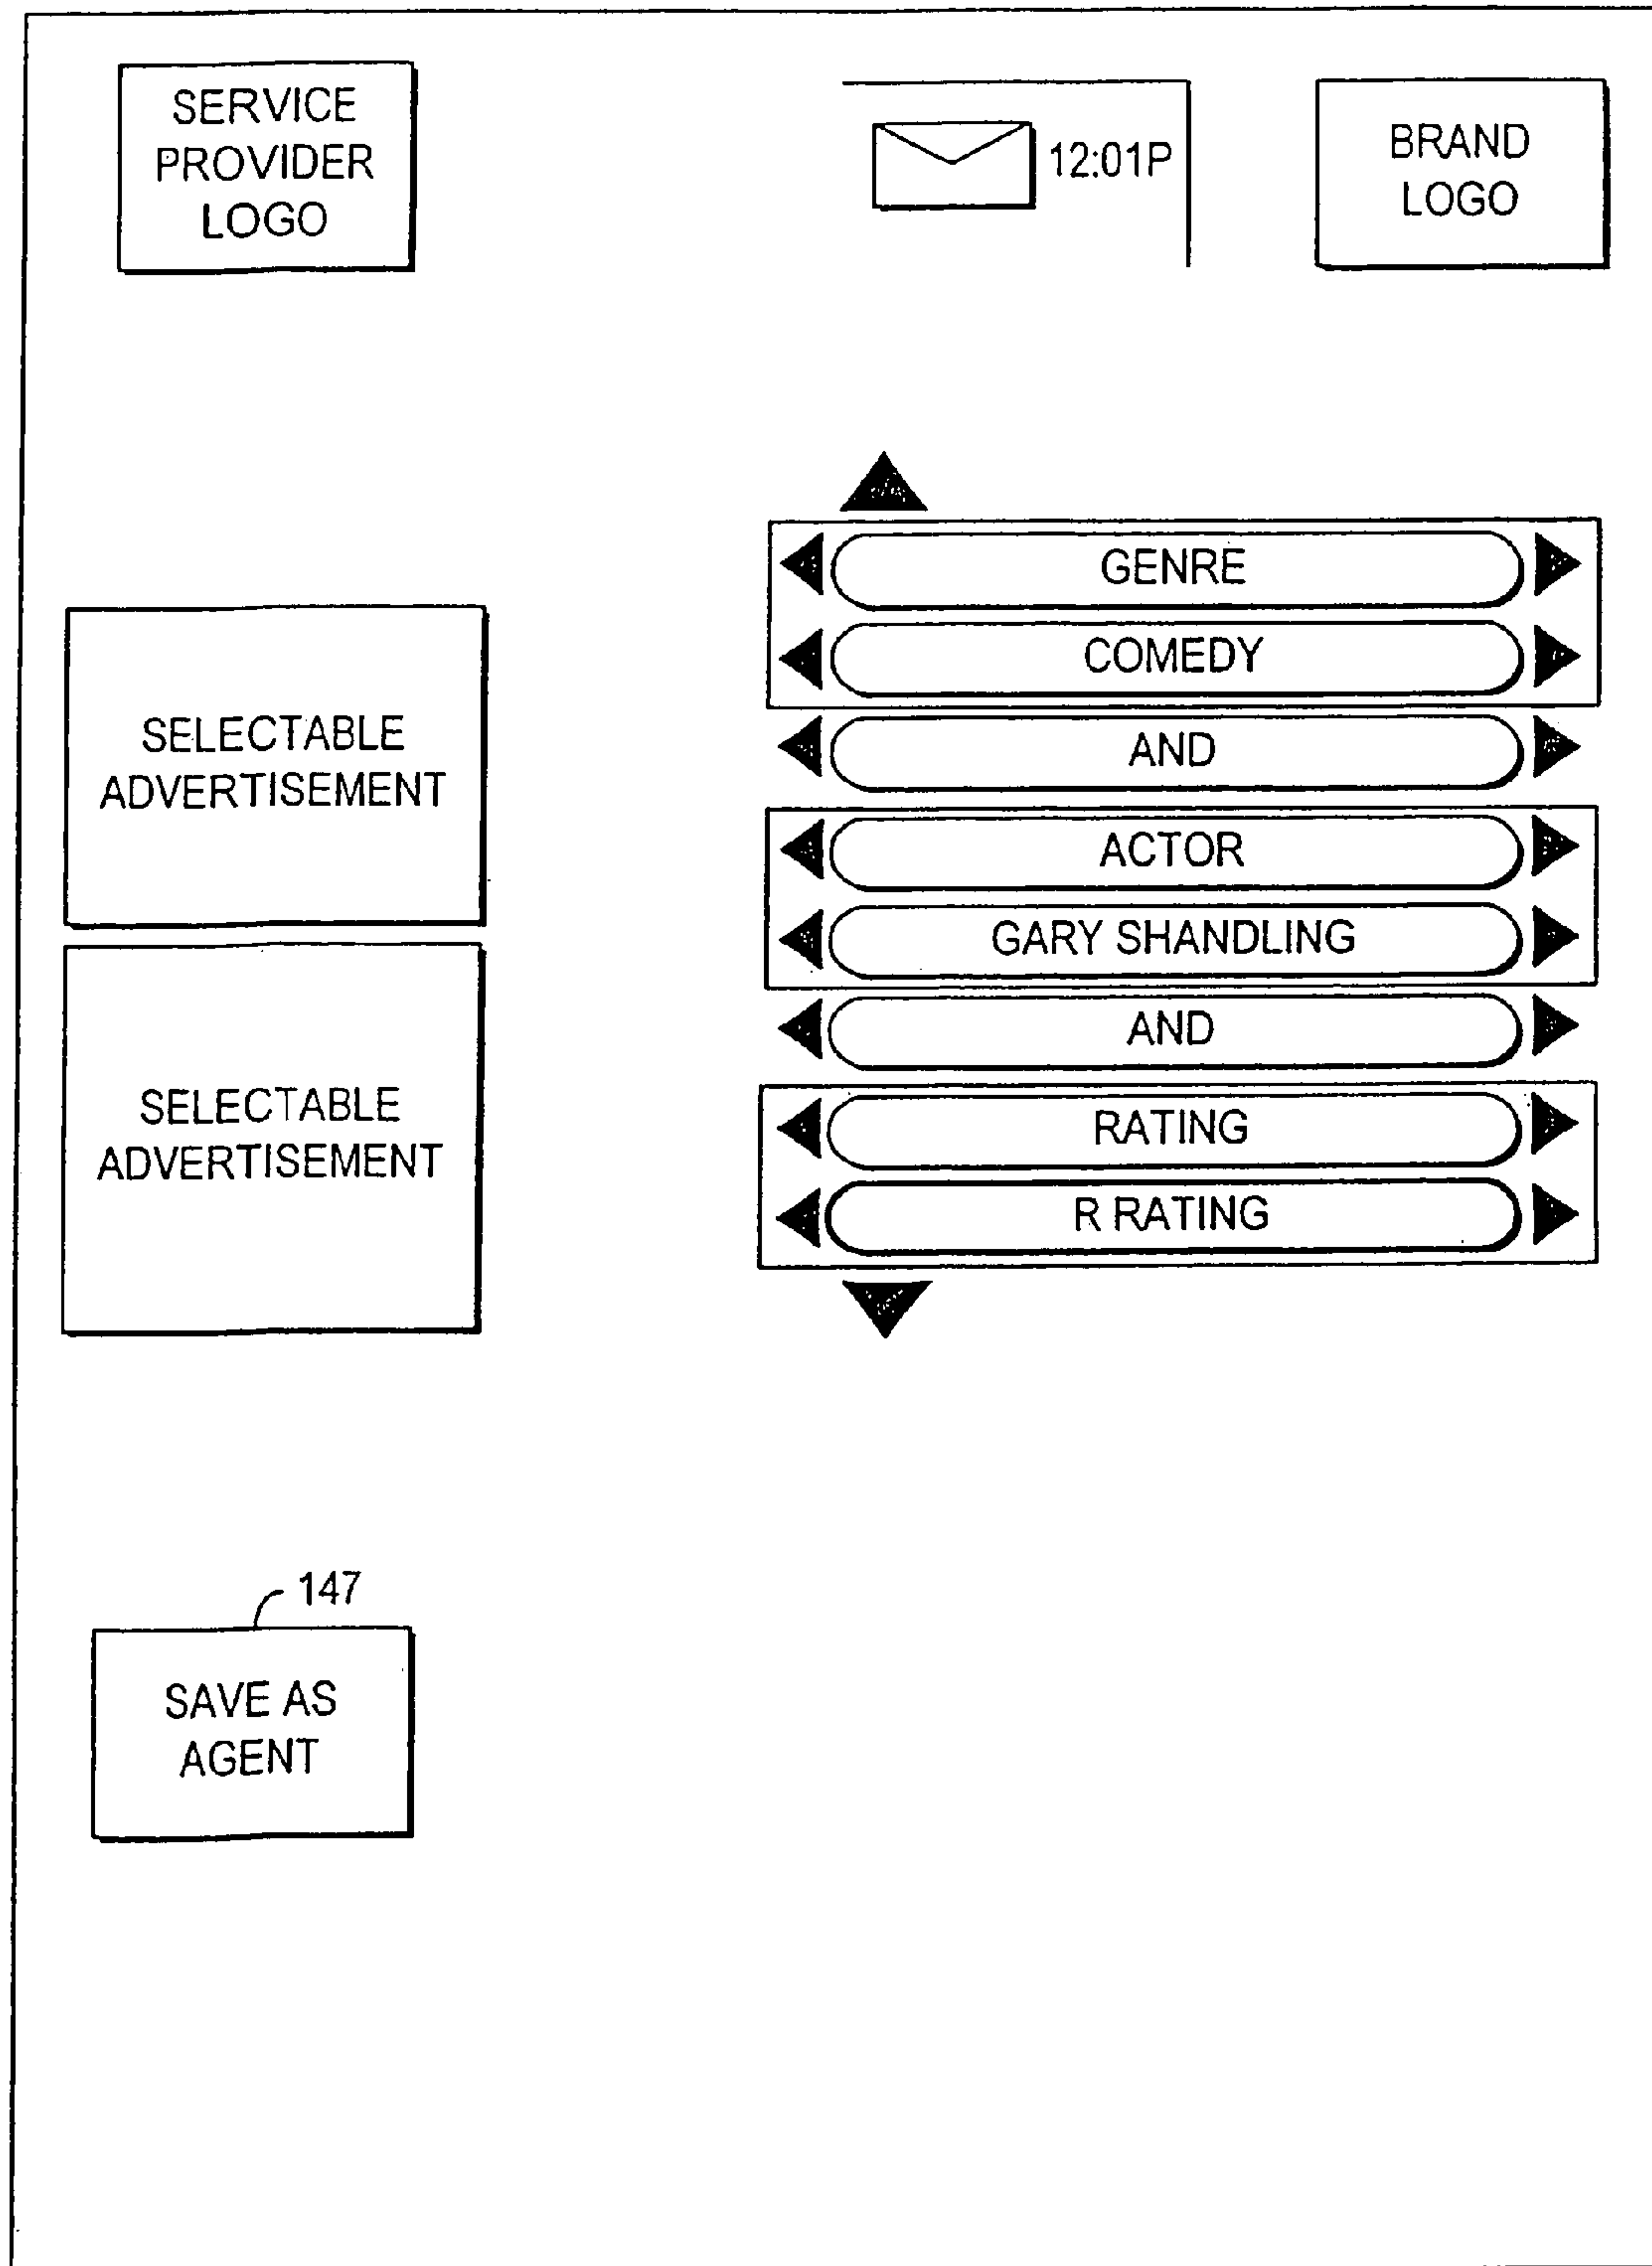 SERVICE
PROVIDER
LOGO
12:01P
BRAND
LOGO
GENRE
COMEDY
AND
ACTOR
GARY SHANDLING
AND
RATING
R RATING
SELECTABLE
ADVERTISEMENT
SELECTABLE
ADVERTISEMENT
147
SAVE AS
AGENT